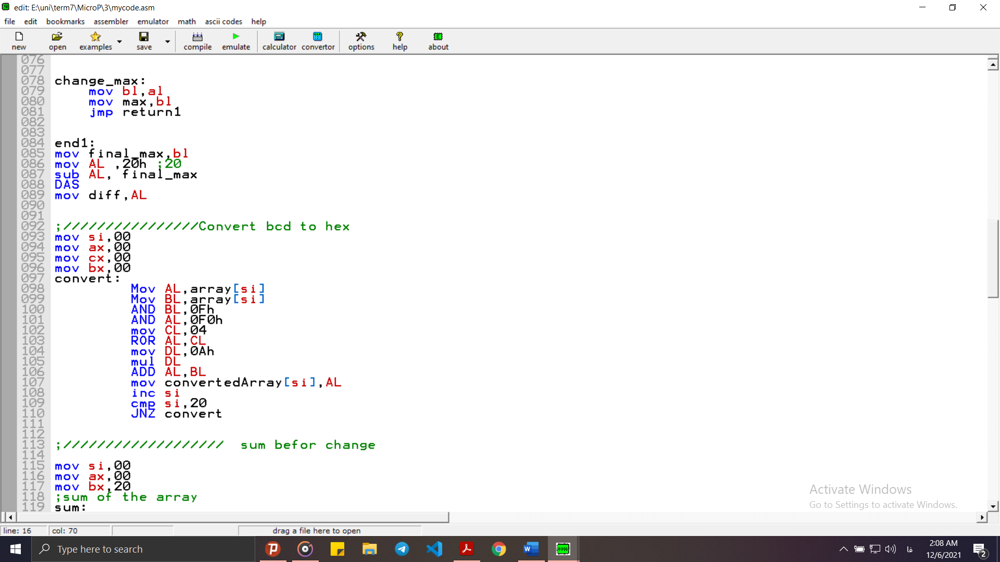 edit: E:\uni\term7\MicroP\3\mycode.asm
file edit bookmarks assembler emulator math ascii codes help
new open examples save compile emulate calculator convertor options help about
076
077
078 change_max:
079 mov bl,al
080 mov max,bl
081 jmp return1
082
083
084 end1:
085 mov final_max,bl
086 mov AL ,20h ;20
087 sub AL, final_max
088 DAS
089 mov diff,AL
090
091
092 ;////////////////Convert bcd to hex
093 mov si,00
094 mov ax,00
095 mov cx,00
096 mov bx,00
097 convert:
098 Mov AL,array[si]
099 Mov BL,array[si]
100 AND BL,0Fh
101 AND AL,0F0h
102 mov CL,04
103 ROR AL,CL
104 mov DL,0Ah
105 mul DL
106 ADD AL,BL
107 mov convertedArray[si],AL
108 inc si
109 cmp si,20
110 JNZ convert
111
112
113 ;/////////////////// sum befor change
114
115 mov si,00
116 mov ax,00
117 mov bx,20
118 ;sum of the array
119 sum:
Activate Windows
Go to Settings to activate Windows.
line: 16 col: 70 drag a file here to open
Type here to search
فا
2:08 AM
12/6/2021
2